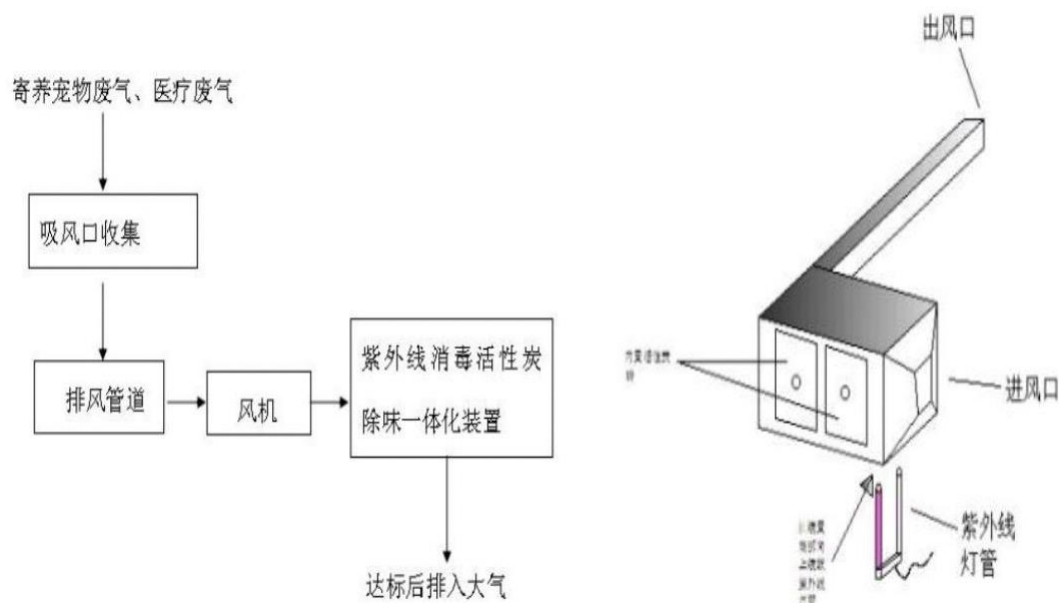 寄养宠物废气、医疗废气
吸风口收集
排风管道
风机
紫外线消毒活性炭
除味一体化装置
达标后排入大气
出风口
进风口
紫外线
灯管